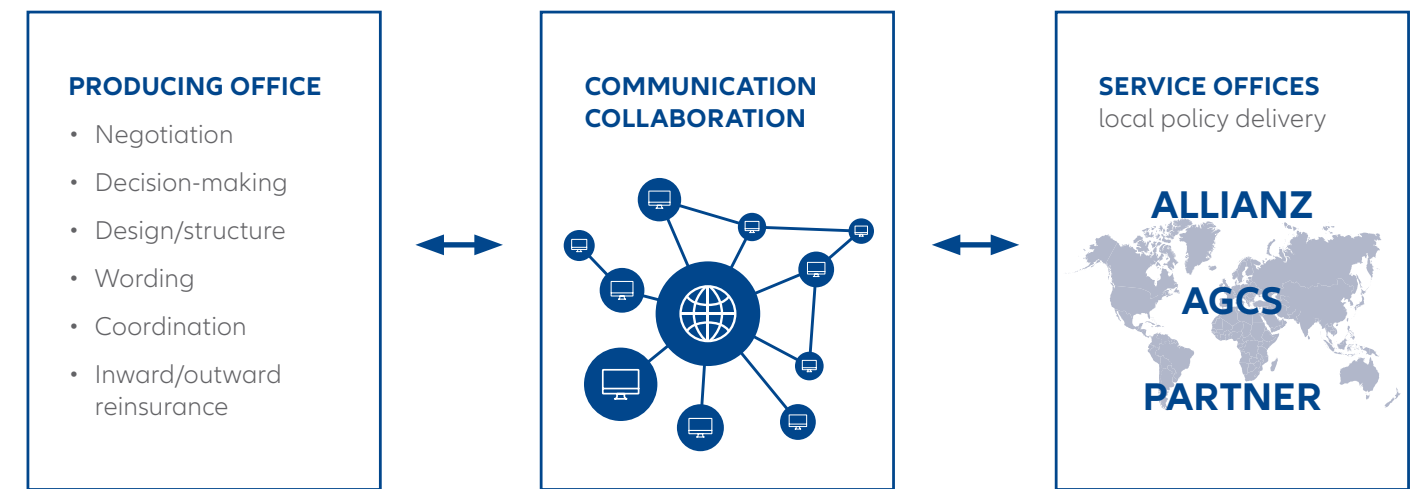 PRODUCING OFFICE
• Negotiation
• Decision-making
• Design/structure
• Wording
• Coordination
• Inward/outward
reinsurance
COMMUNICATION
COLLABORATION
SERVICE OFFICES
local policy delivery
ALLIANZ
AGCS
PARTNER